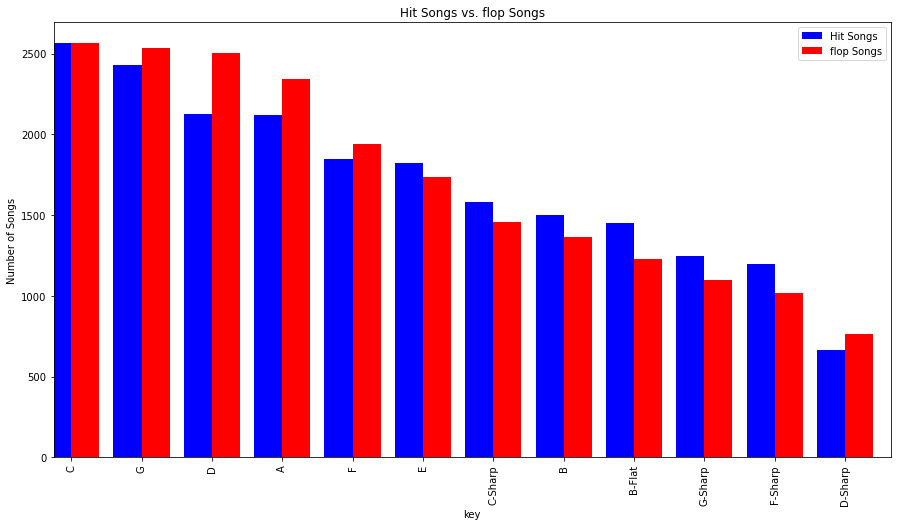 Hit Songs vs. flop Songs
Hit Songs
flop Songs
Number of Songs
2500
2000
1500
1000
500
0
C
G
D
A
F
E
C-Sharp
B
B-Flat
G-Sharp
F-Sharp
D-Sharp
key